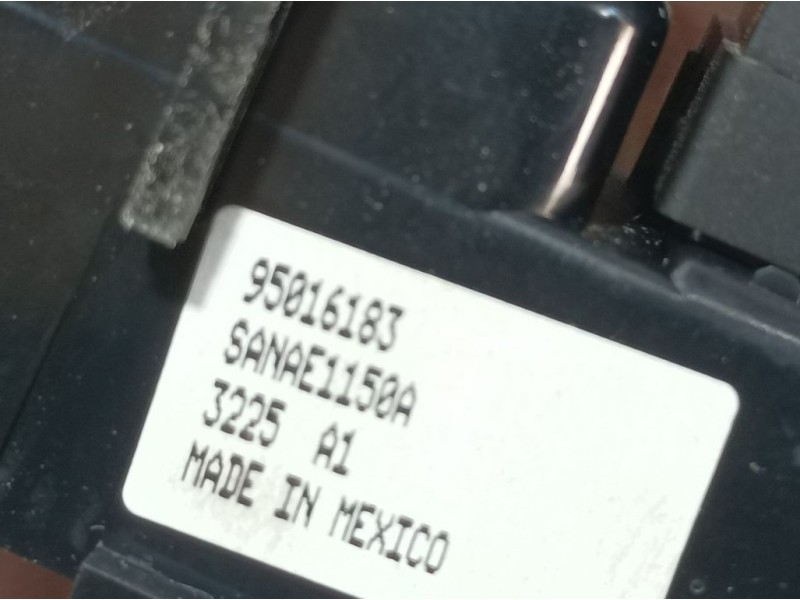 95016183
SANAE1150A
3225 A1
MADE IN MEXICO